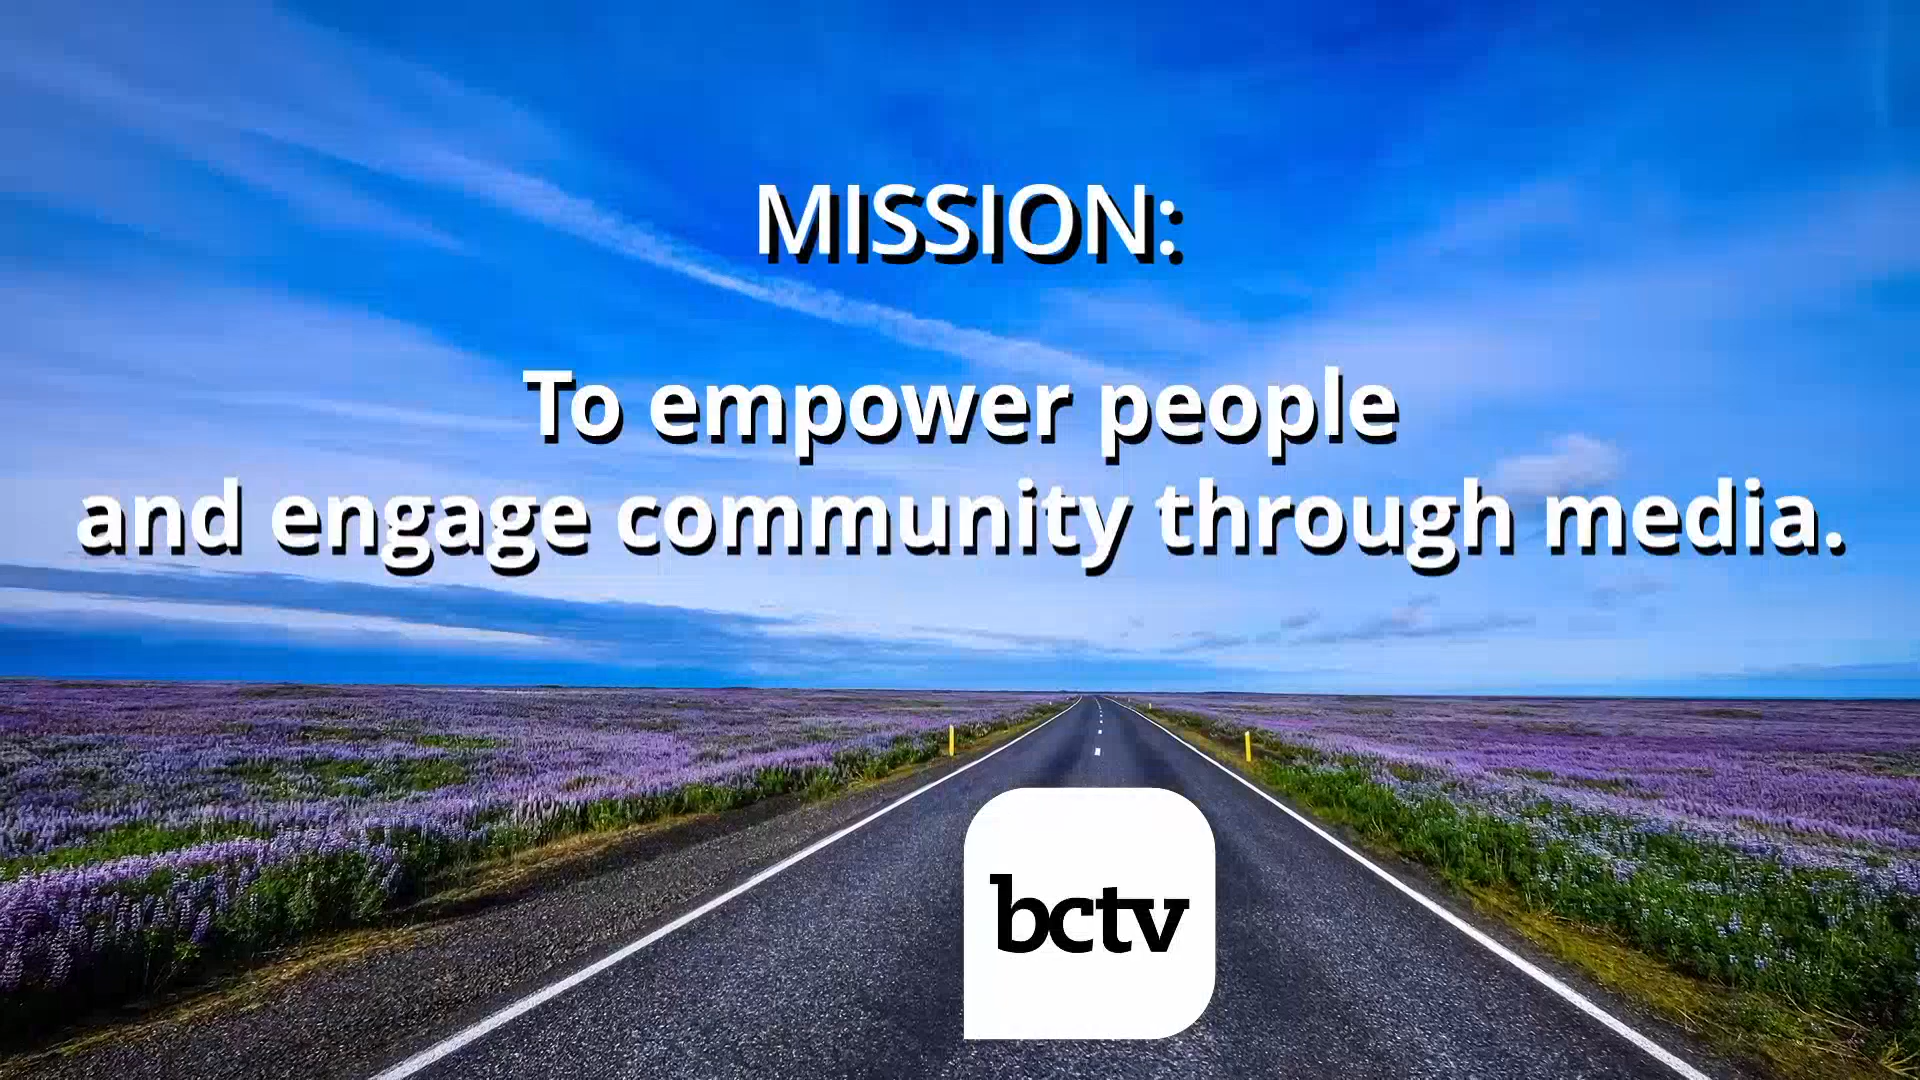 MISSION:
To empower people
and engage community through media.
bctv